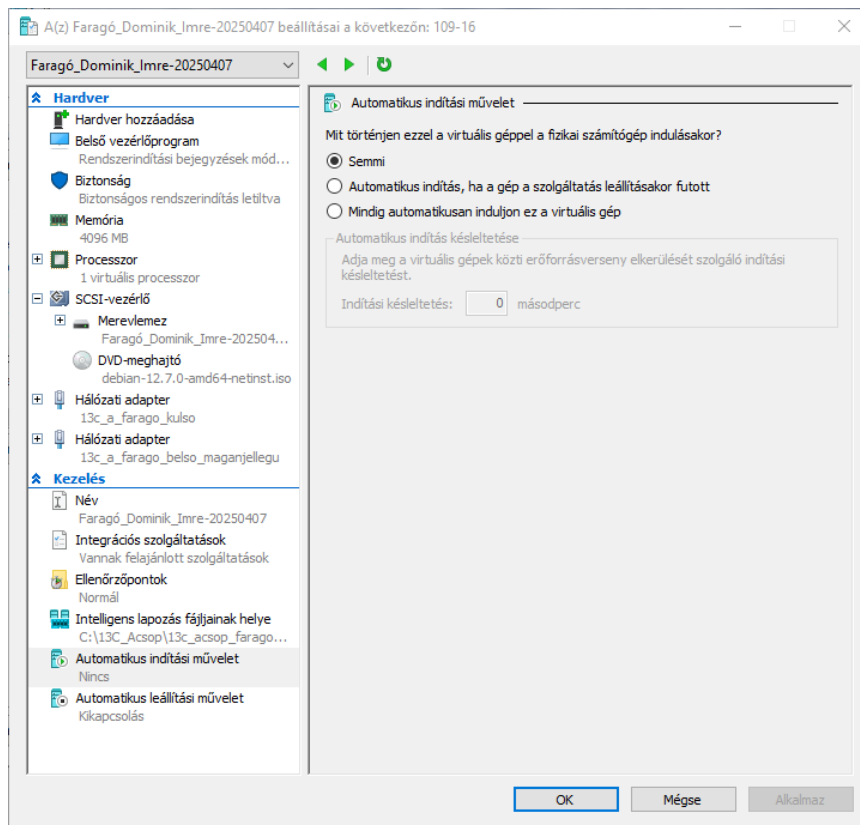 A(z) Faragó_Dominik_Imre-20250407 beállításai a következőn: 109-16
Faragó_Dominik_Imre-20250407
Hardver
Hardver hozzáadása
Belső vezérlőprogram
Rendszerindítási bejegyzések mód...
Biztonság
Biztonságos rendszerindítás letiltva
Memória
4096 MB
Processzor
1 virtuális processzor
SCSI-vezérlő
Merevlemez
Faragó_Dominik_Imre-202504...
DVD-meghajtó
debian-12.7.0-amd64-netinst.iso
Hálózati adapter
13c_a_farago_kulso
Hálózati adapter
13c_a_farago_belso_maganjellegu
Kezelés
Név
Faragó_Dominik_Imre-20250407
Integrációs szolgáltatások
Vannak felajánlott szolgáltatások
Ellenőrzőpontok
Normál
Intelligens lapozás fájljainak helye
C:\13C_Acsop\13c_acsop_farago...
Automatikus indítási művelet
Nincs
Automatikus leállítási művelet
Kikapcsolás
Automatikus indítási művelet
Mit történjen ezzel a virtuális géppel a fizikai számítógép indulásakor?
Semmi
Automatikus indítás, ha a gép a szolgáltatás leállításakor futott
Mindig automatikusan induljon ez a virtuális gép
Automatikus indítás késleltetése
Adja meg a virtuális gépek közti erőforrásverseny elkerülését szolgáló indítási
késleltetést.
Indítási késleltetés: 0 másodperc
OK Mégse Alkalmaz